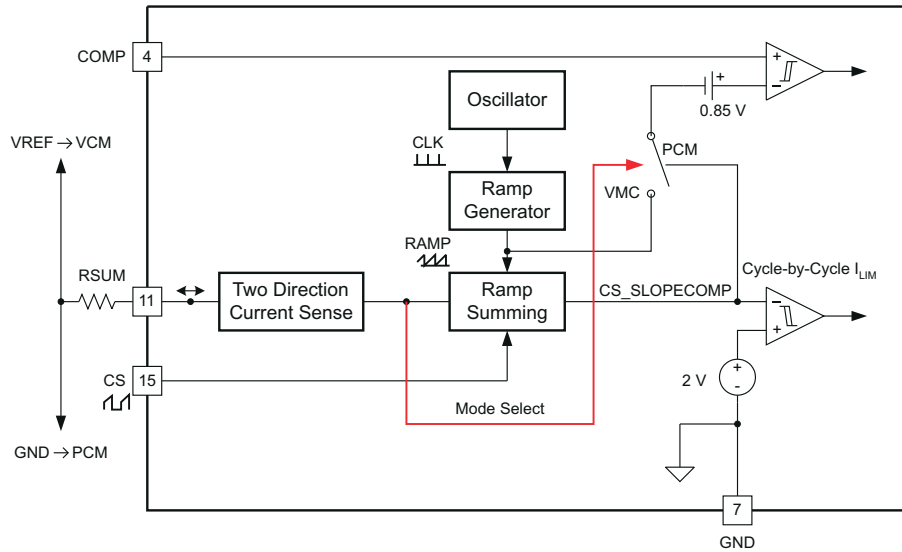 COMP
4
Oscillator
+
−
+
0.85 V
VREF → VCM
CLK
PCM
Ramp
Generator
VMC
RAMP
RSUM
11
Two Direction
Current Sense
Ramp
Summing
CS_SLOPECOMP
Cycle-by-Cycle I_LIM
−
+
CS
15
2 V
+
-
Mode Select
GND → PCM
7
GND